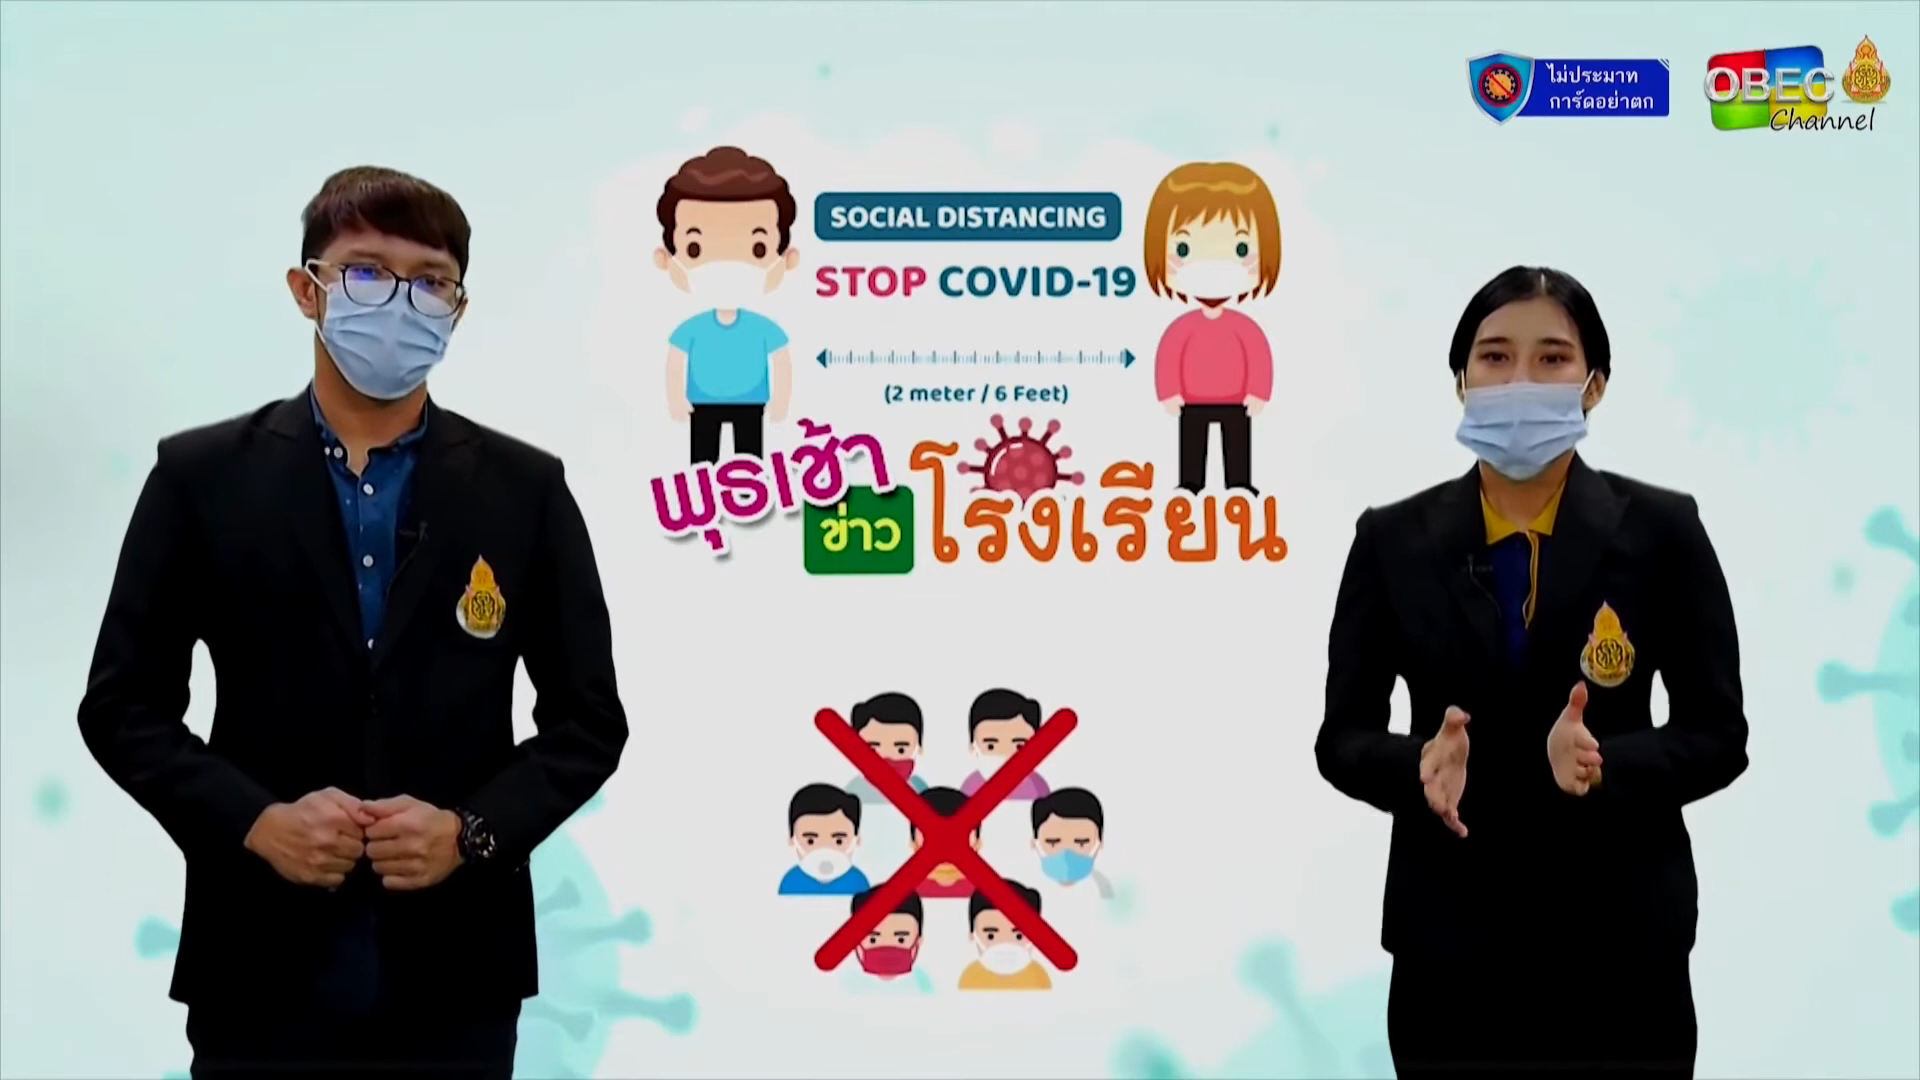 ไม่ประมาท
การ์ดอย่าตก
OBEC
Channel
SOCIAL DISTANCING
STOP COVID-19
(2 meter / 6 Feet)
พุธเช้า
ข่าว
โรงเรียน